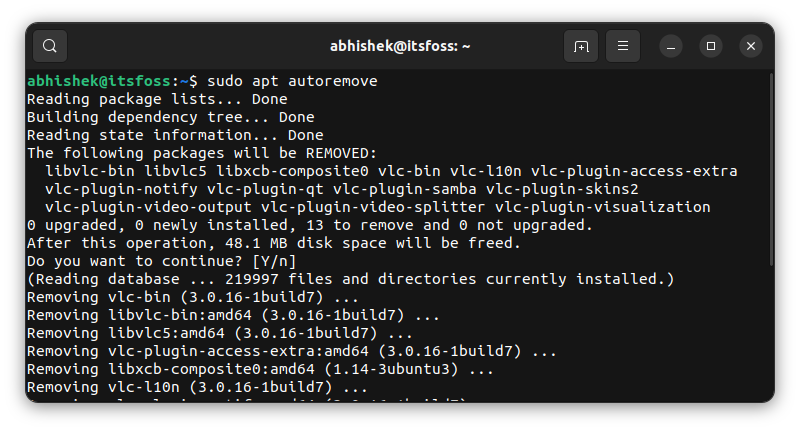 abhishek@itsfoss: ~
abhishek@itsfoss:~$ sudo apt autoremove
Reading package lists... Done
Building dependency tree... Done
Reading state information... Done
The following packages will be REMOVED:
  libvlc-bin libvlc5 libxcb-composite0 vlc-bin vlc-l10n vlc-plugin-access-extra
  vlc-plugin-notify vlc-plugin-qt vlc-plugin-samba vlc-plugin-skins2
  vlc-plugin-video-output vlc-plugin-video-splitter vlc-plugin-visualization
0 upgraded, 0 newly installed, 13 to remove and 0 not upgraded.
After this operation, 48.1 MB disk space will be freed.
Do you want to continue? [Y/n]
(Reading database ... 219997 files and directories currently installed.)
Removing vlc-bin (3.0.16-1build7) ...
Removing libvlc-bin:amd64 (3.0.16-1build7) ...
Removing libvlc5:amd64 (3.0.16-1build7) ...
Removing vlc-plugin-access-extra:amd64 (3.0.16-1build7) ...
Removing libxcb-composite0:amd64 (1.14-3ubuntu3) ...
Removing vlc-l10n (3.0.16-1build7) ...